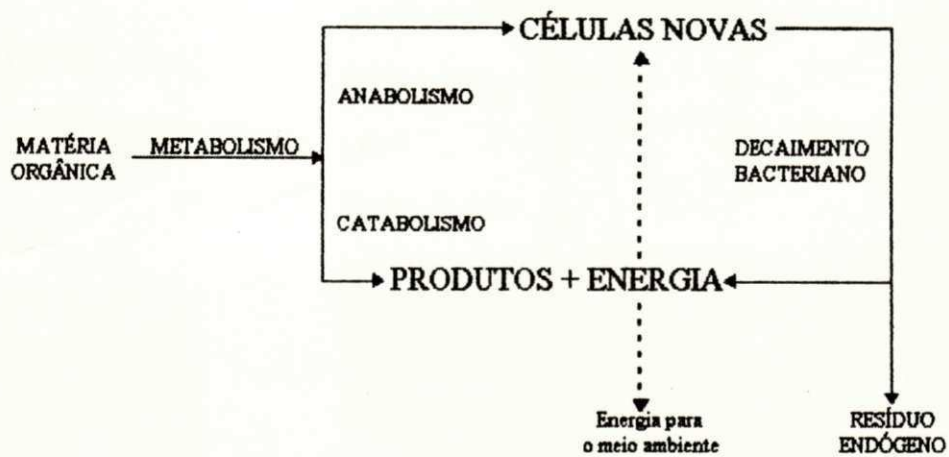 CÉLULAS NOVAS
ANABOLISMO
MATÉRIA
ORGÂNICA
METABOLISMO
DECAIMENTO
BACTERIANO
CATABOLISMO
PRODUTOS + ENERGIA
Energia para
o meio ambiente
RESÍDUO
ENDÓGENO